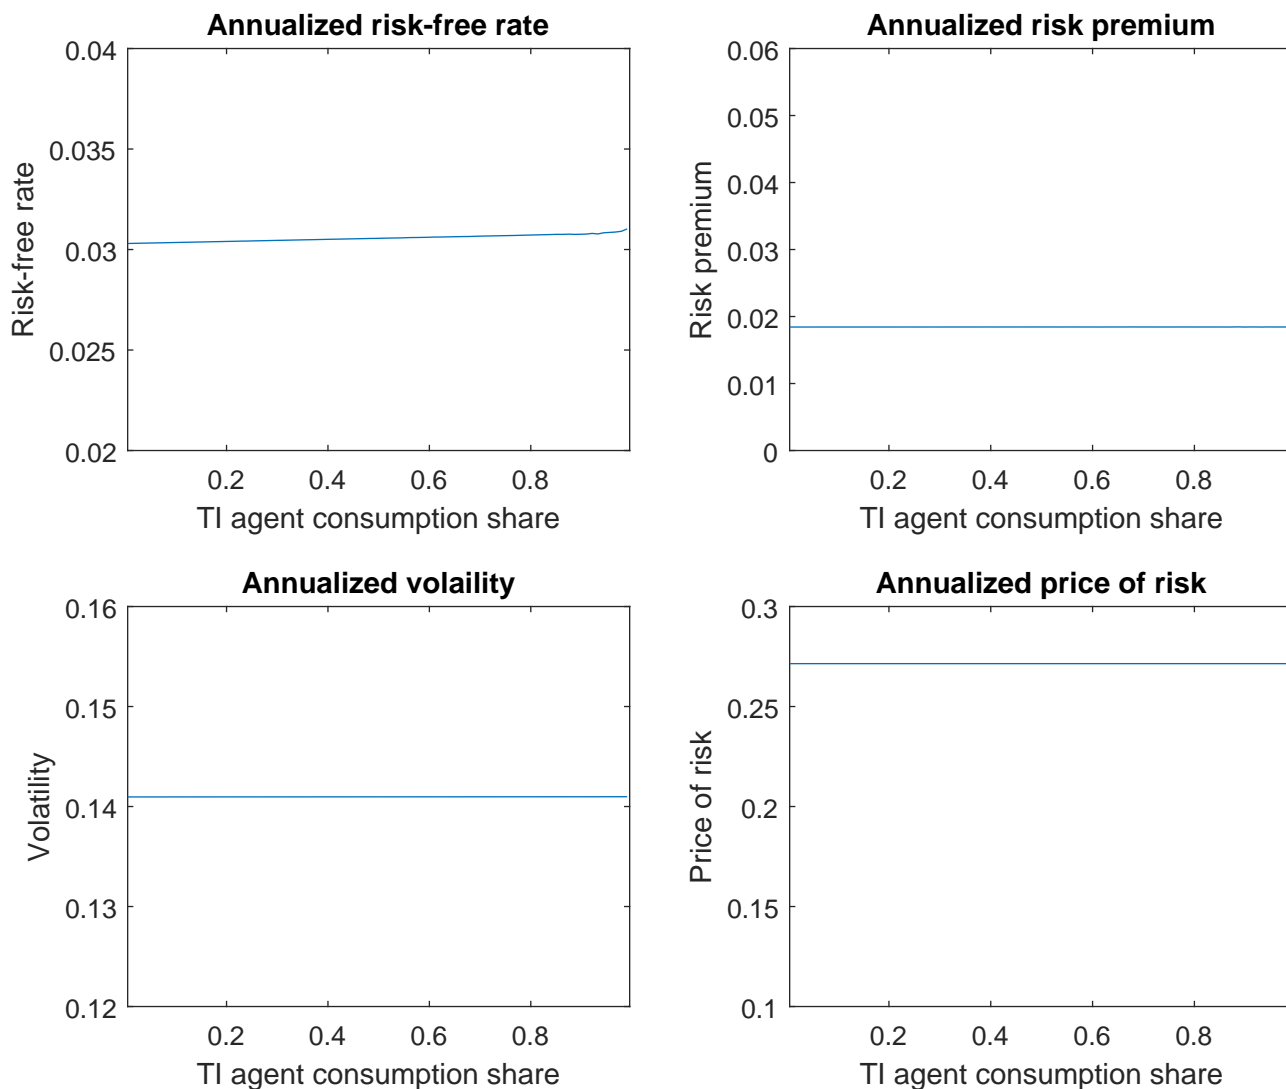 Annualized risk-free rate
0.04
0.035
0.03
0.025
0.02
Risk-free rate
0.2 0.4 0.6 0.8
TI agent consumption share
Annualized risk premium
0.06
0.05
0.04
0.03
0.02
0.01
0
Risk premium
0.2 0.4 0.6 0.8
TI agent consumption share
Annualized volaility
0.16
0.15
0.14
0.13
0.12
Volatility
0.2 0.4 0.6 0.8
TI agent consumption share
Annualized price of risk
0.3
0.25
0.2
0.15
0.1
Price of risk
0.2 0.4 0.6 0.8
TI agent consumption share